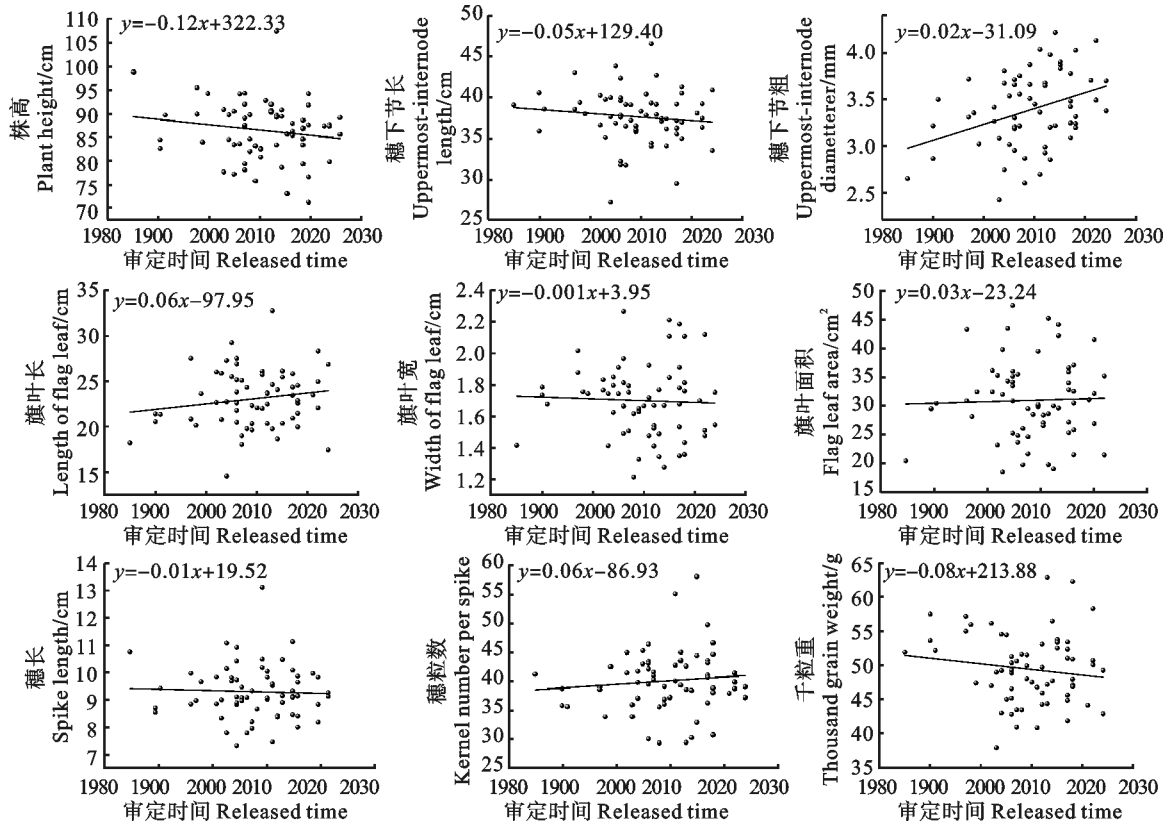 y=−0.12x+322.33
株高
Plant height/cm
110
105
100
95
90
85
80
75
70
1980 1990 2000 2010 2020 2030
审定时间 Released time
y=−0.05x+129.40
穗下节长
Uppermost-internode
length/cm
50
45
40
35
30
25
1980 1990 2000 2010 2020 2030
审定时间 Released time
y=0.02x−31.09
穗下节粗
Uppermost-internode
diametterer/mm
4.0
3.5
3.0
2.5
1980 1990 2000 2010 2020 2030
审定时间 Released time
y=0.06x−97.95
旗叶长
Length of flag leaf/cm
35
30
25
20
15
1980 1990 2000 2010 2020 2030
审定时间 Released time
y=−0.001x+3.95
旗叶宽
Width of flag leaf/cm
2.4
2.2
2.0
1.8
1.6
1.4
1.2
1980 1990 2000 2010 2020 2030
审定时间 Released time
y=0.03x−23.24
旗叶面积
Flag leaf area/cm²
50
45
40
35
30
25
20
15
1980 1990 2000 2010 2020 2030
审定时间 Released time
y=−0.01x+19.52
穗长
Spike length/cm
14
13
12
11
10
9
8
7
6
1980 1990 2000 2010 2020 2030
审定时间 Released time
y=0.06x−86.93
穗粒数
Kernel number per spike
60
55
50
45
40
35
30
25
1980 1990 2000 2010 2020 2030
审定时间 Released time
y=−0.08x+213.88
千粒重
Thousand grain weight/g
65
60
55
50
45
40
35
1980 1990 2000 2010 2020 2030
审定时间 Released time